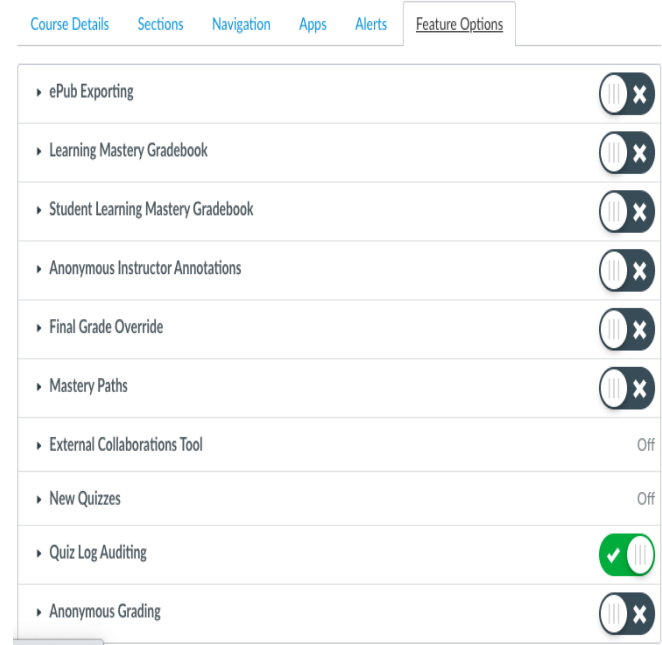 Course Details Sections Navigation Apps Alerts Feature Options
ePub Exporting
Learning Mastery Gradebook
Student Learning Mastery Gradebook
Anonymous Instructor Annotations
Final Grade Override
Mastery Paths
External Collaborations Tool Off
New Quizzes Off
Quiz Log Auditing
Anonymous Grading